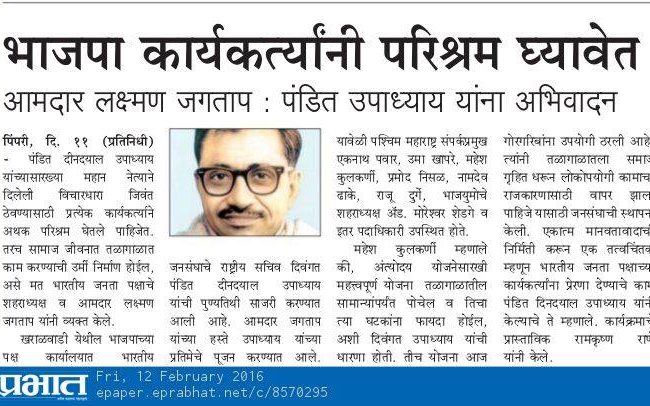 भाजपा कार्यकर्त्यांनी परिश्रम घ्यावेत
आमदार लक्ष्मण जगताप : पंडित उपाध्याय यांना अभिवादन
पिंपरी, दि. ११ (प्रतिनिधी)
- पंडित दीनदयाल उपाध्याय
यांच्यासारख्या महान नेत्याने
दिलेली विचारधारा जिवंत
ठेवण्यासाठी प्रत्येक कार्यकर्त्याने
अथक परिश्रम घेतले पाहिजेत.
तरच सामाज जीवनात तळागाळात
काम करण्याची उर्मी निर्माण होईल,
असे मत भारतीय जनता पक्षाचे
शहराध्यक्ष व आमदार लक्ष्मण
जगताप यांनी व्यक्त केले.
खराळवाडी येथील भाजपाच्या
पक्ष कार्यालयात भारतीय
जनसंघाचे राष्ट्रीय सचिव दिवंगत
पंडित दीनदयाल उपाध्याय
यांची पुण्यतिथी साजरी करण्यात
आली आहे. आमदार जगताप
यांच्या हस्ते उपाध्याय यांच्या
प्रतिमेचे पूजन करण्यात आले.
यावेळी पश्चिम महाराष्ट्र संपर्कप्रमुख
एकनाथ पवार, उमा खापरे, महेश
कुलकर्णी, प्रमोद निसळ, नामदेव
ढाके, राजू दुर्गे, भाजयुमोचे
शहराध्यक्ष अॅड. मोरेश्वर शेडगे व
इतर पदाधिकारी उपस्थित होते.
महेश कुलकर्णी म्हणाले
की, अंत्योदय योजनेसारखी
महत्त्वपूर्ण योजना तळागाळातील
सामान्यांपर्यंत पोचेल व तिचा
त्या घटकांना फायदा होईल,
अशी दिवंगत उपाध्याय यांची
धारणा होती. तीच योजना आज
गोरगरिबांना उपयोगी ठरली आहे
त्यांनी तळागाळातला समाज
गृहित धरून लोकोपयोगी कामाच
राजकारणासाठी वापर झाल
पाहिजे यासाठी जनसंघाची स्थापन
केली. एकात्म मानवतावादाची
निर्मिती करून एक तत्वचिंतक
म्हणून भारतीय जनता पक्षाच्या
कार्यकर्त्यांना प्रेरणा देण्याचे काम
पंडित दिनदयाल उपाध्याय यांनी
केल्याचे ते म्हणाले. कार्यक्रमाचे
प्रास्ताविक रामकृष्ण राणे
यांनी केले.
प्रभात
Fri, 12 February 2016
epaper.eprabhat.net/c/8570295